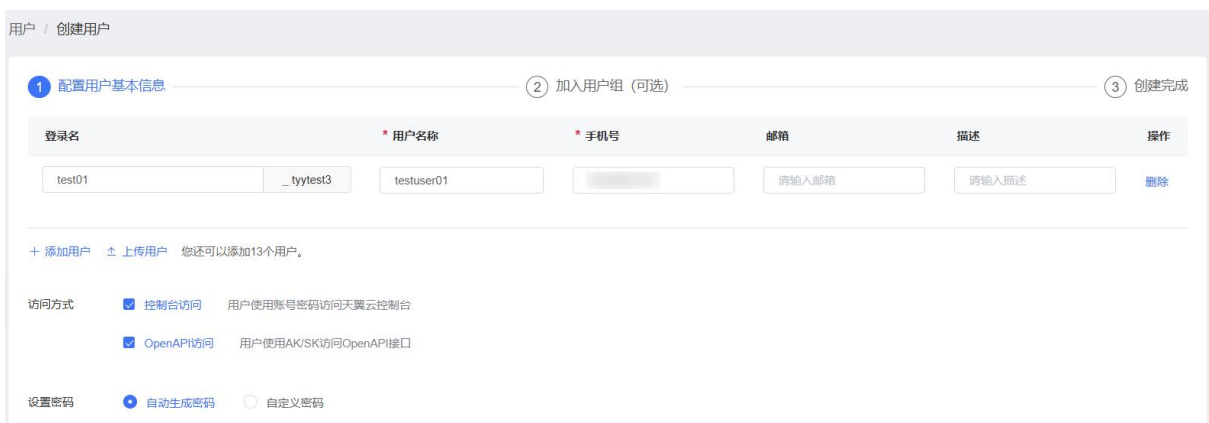 用户 / 创建用户
1 配置用户基本信息 2 加入用户组（可选） 3 创建完成
登录名 * 用户名称 * 手机号 邮箱 描述 操作
test01 _ tyytest3 testuser01 请输入邮箱 请输入描述 删除
+ 添加用户 上传用户 您还可以添加13个用户。
访问方式 控制台访问 用户使用账号密码访问天翼云控制台
OpenAPI访问 用户使用AK/SK访问OpenAPI接口
设置密码 自动生成密码 自定义密码